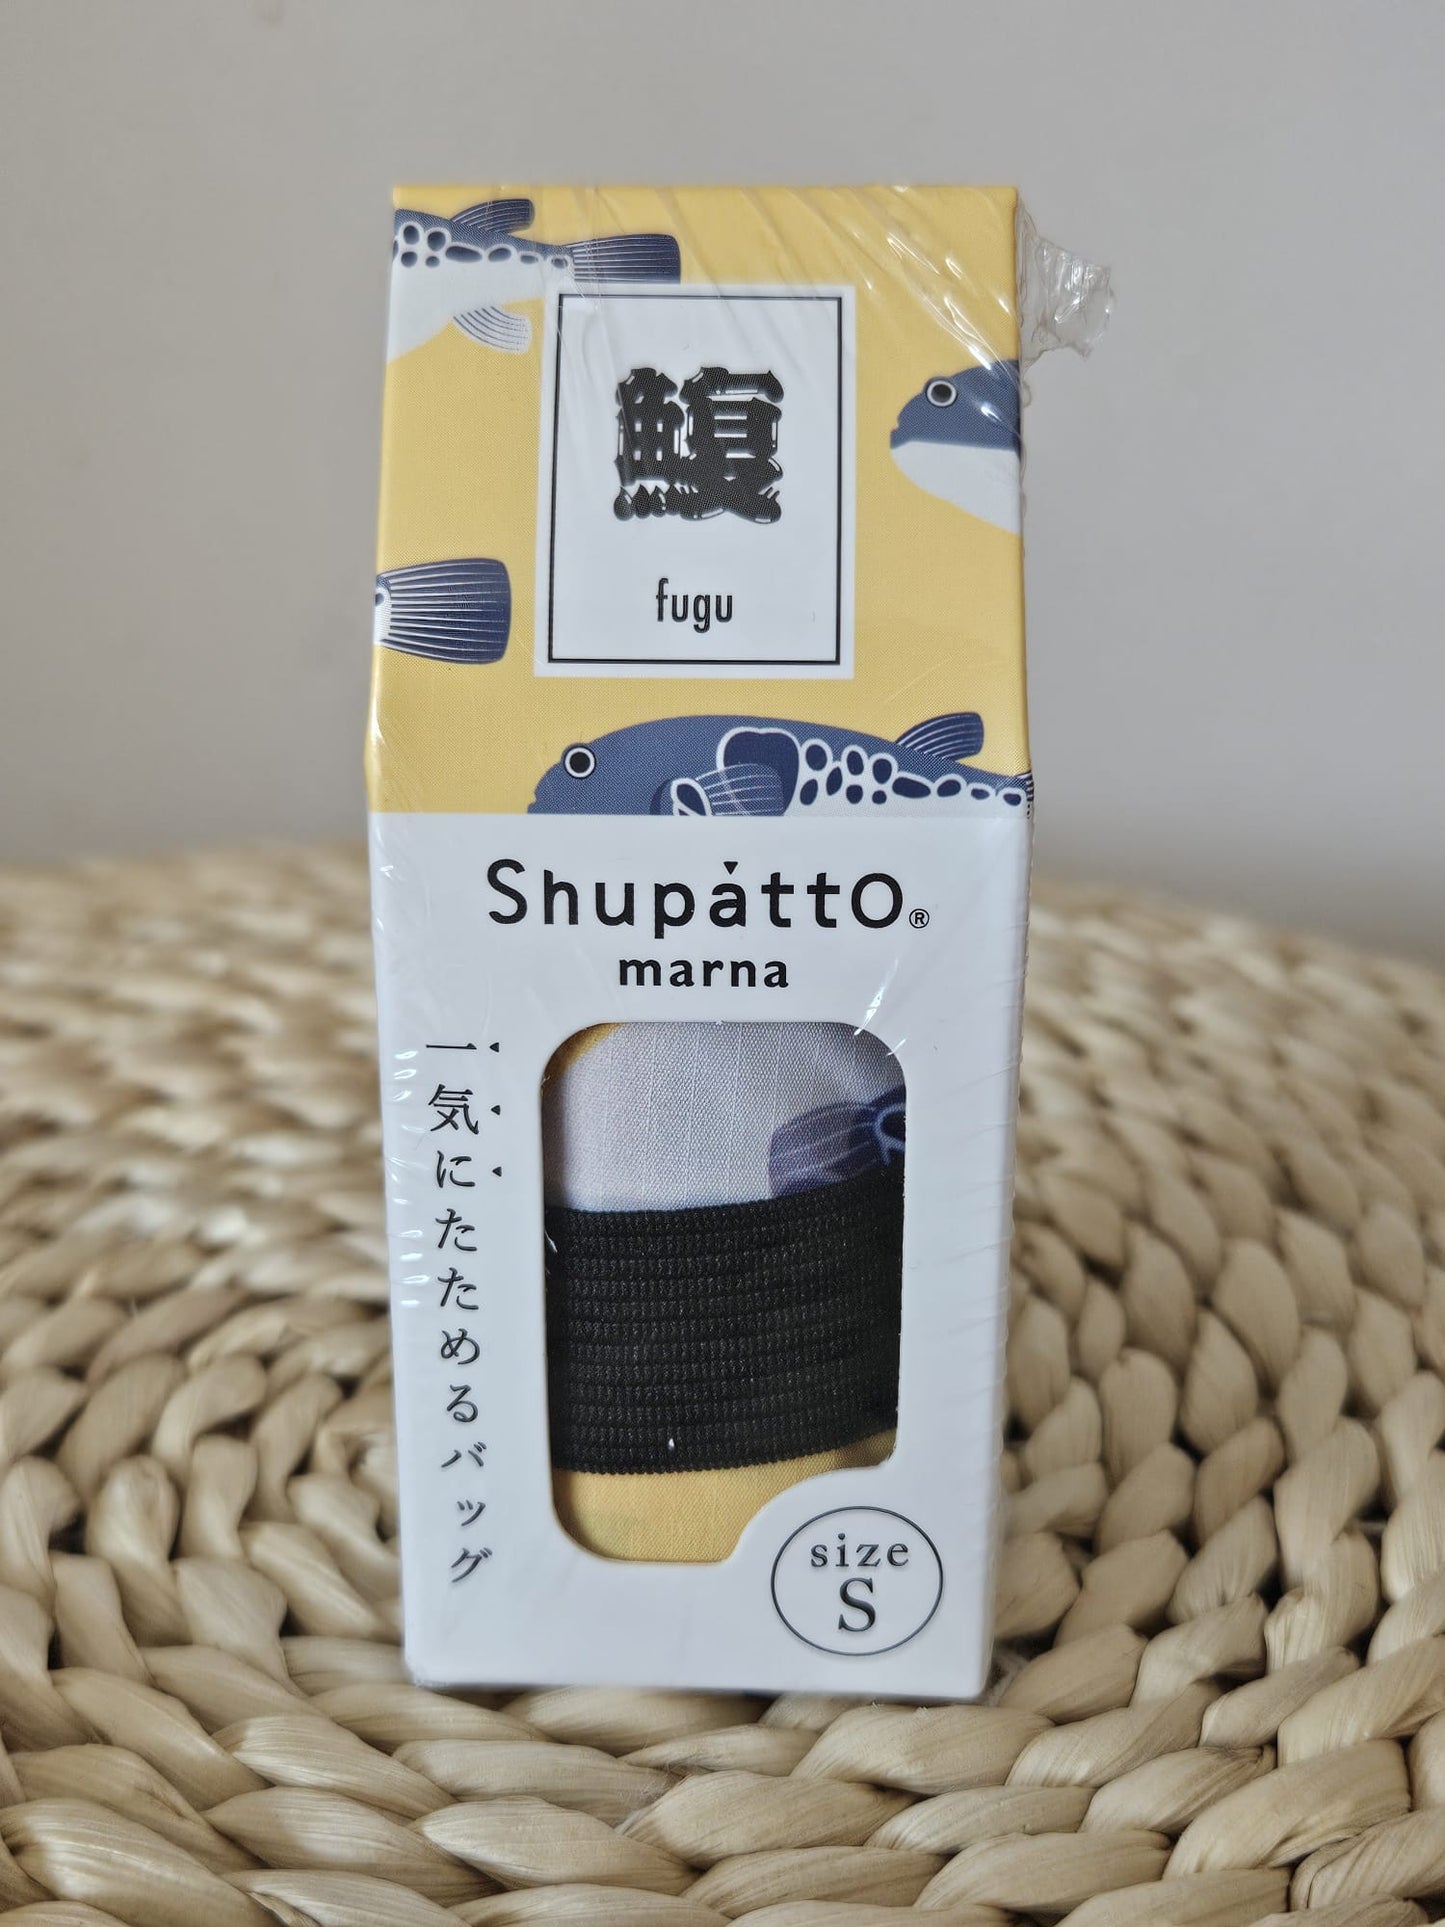 鰒
fugu
Shupatto®
marna
一気にたためるバッグ
size
S